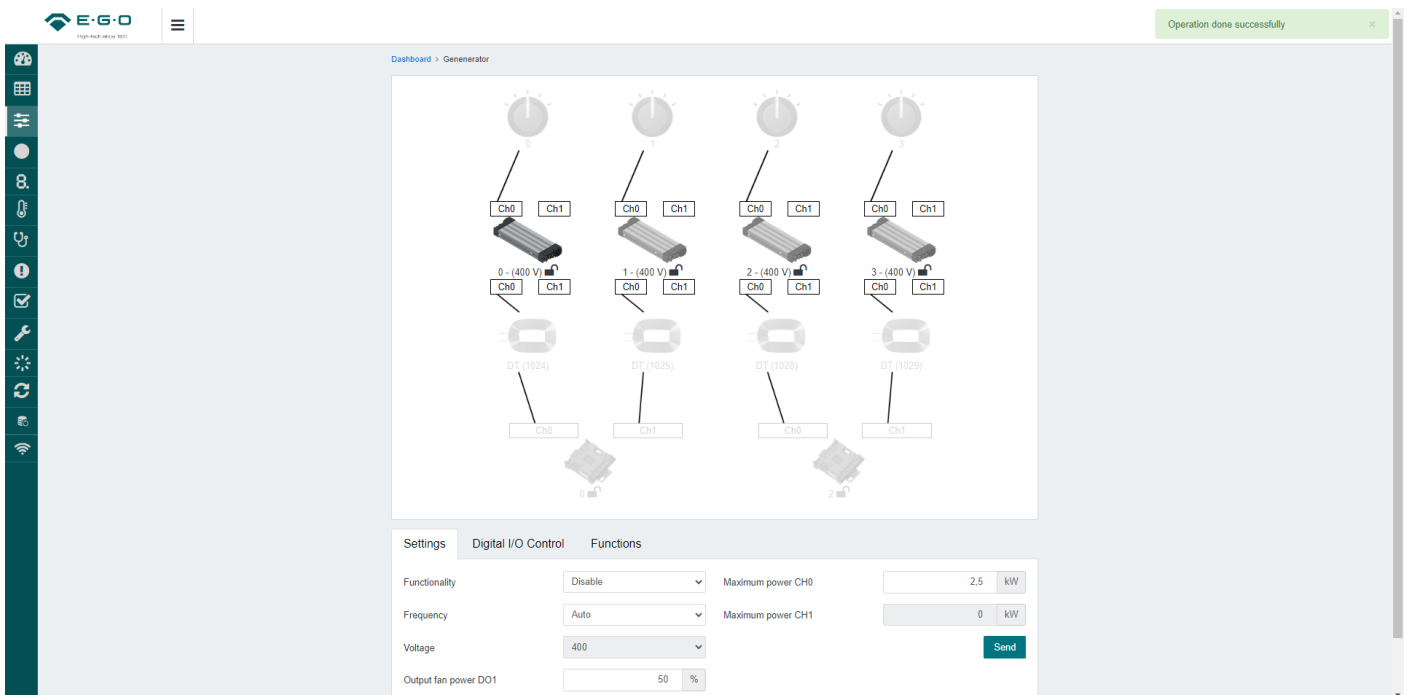 E·G·O
High-tech since 1931
Operation done successfully ×
Dashboard > Genenerator
0 1 2 3
Ch0 Ch1 Ch0 Ch1 Ch0 Ch1 Ch0 Ch1
0 - (400 V) 1 - (400 V) 2 - (400 V) 3 - (400 V)
Ch0 Ch1 Ch0 Ch1 Ch0 Ch1 Ch0 Ch1
DT (1024) DT (1025) DT (1028) DT (1029)
Ch0 Ch1 Ch0 Ch1
0 2
8.
Settings Digital I/O Control Functions
Functionality Disable Maximum power CH0 2,5 kW
Frequency Auto Maximum power CH1 0 kW
Voltage 400 Send
Output fan power DO1 50 %